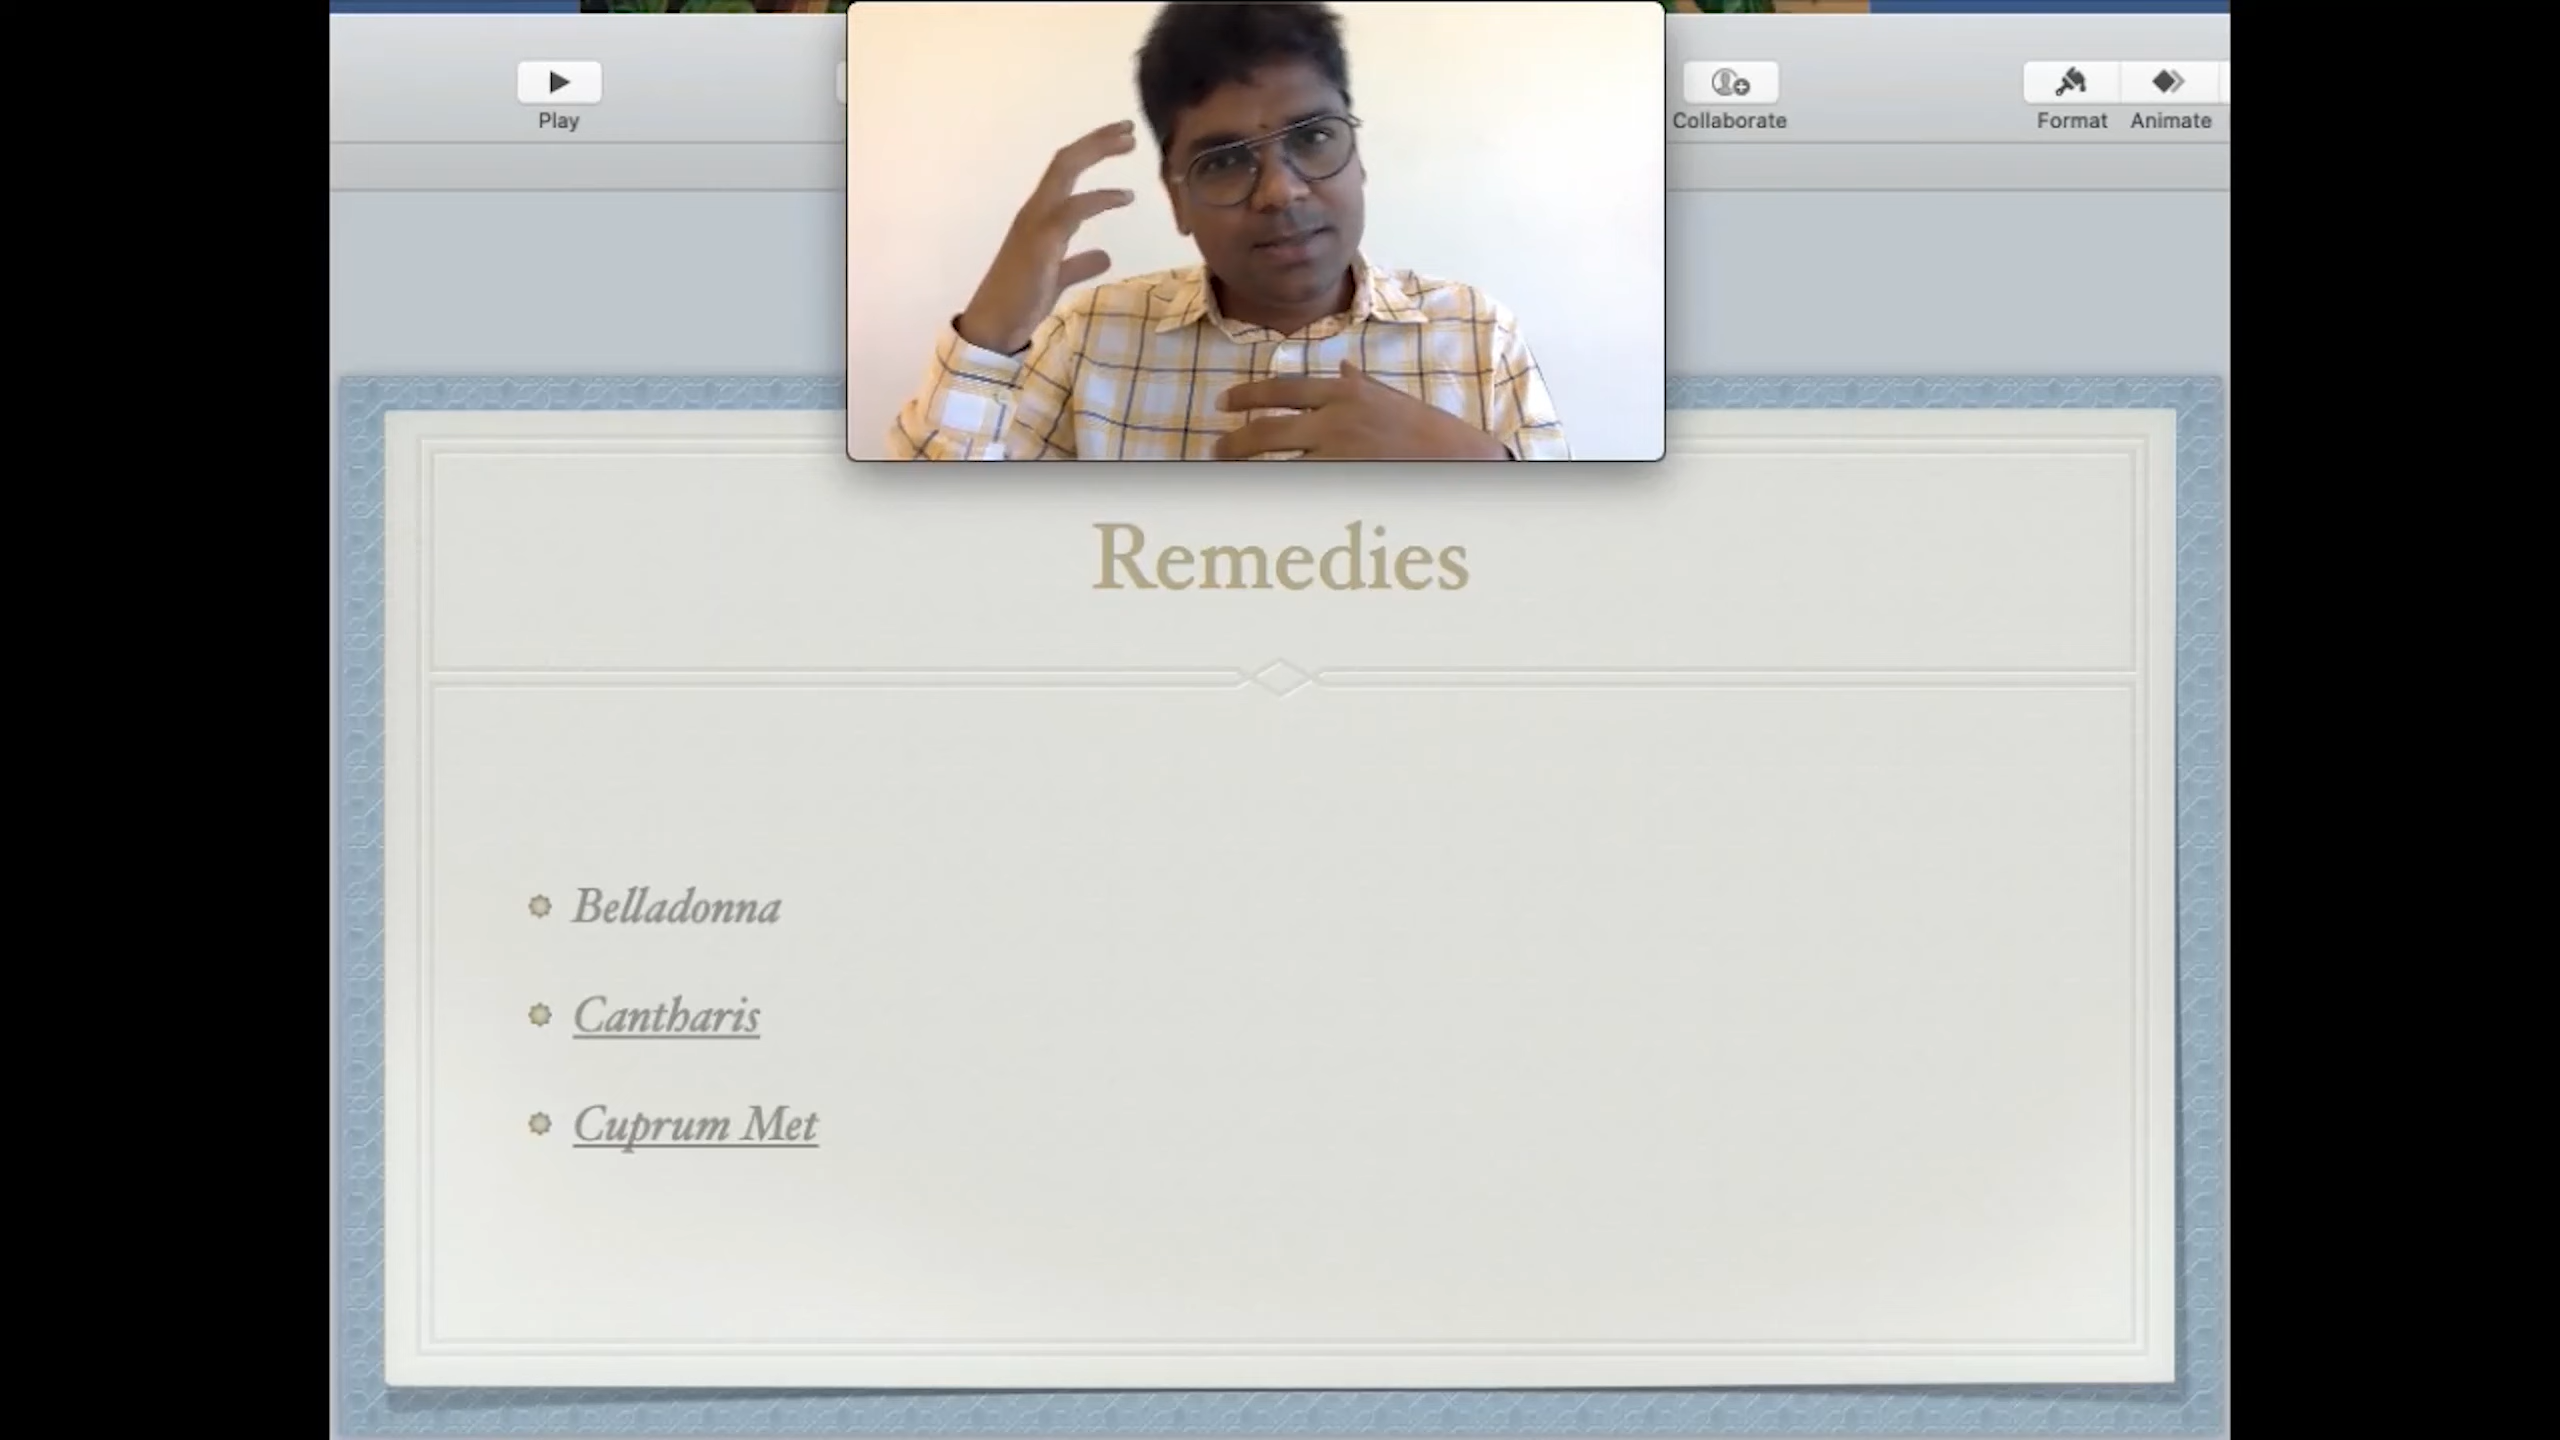 Play
Collaborate
Format
Animate
Remedies
Belladonna
Cantharis
Cuprum Met